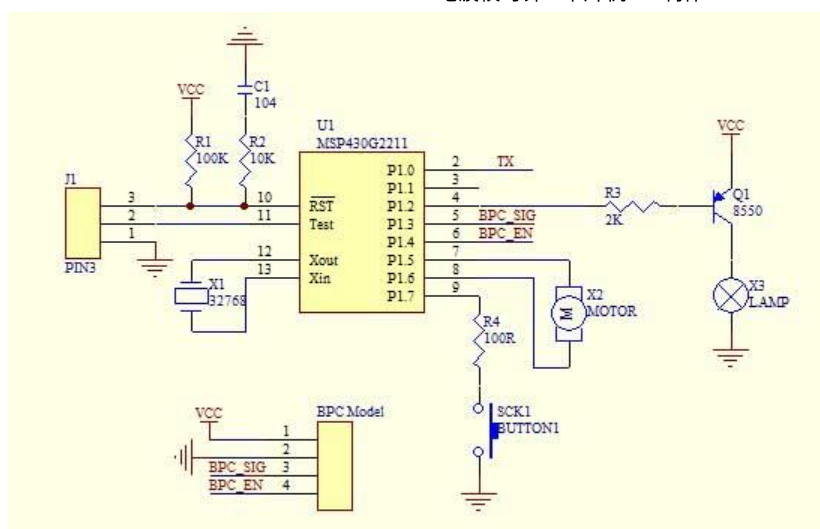 C1
104
VCC
U1
MSP430G2211
R1
100K
R2
10K
VCC
J1
3
2
1
PIN3
10
11
12
13
RST
Test
Xout
Xin
P1.0
P1.1
P1.2
P1.3
P1.4
P1.5
P1.6
P1.7
2
3
4
5
6
7
8
9
TX
BPC_SIG
BPC_EN
R3
2K
Q1
8550
X1
32768
X2
MOTOR
M
X3
LAMP
R4
100R
SCK1
BUTTON1
VCC
BPC Model
1
2
BPC_SIG 3
BPC_EN 4